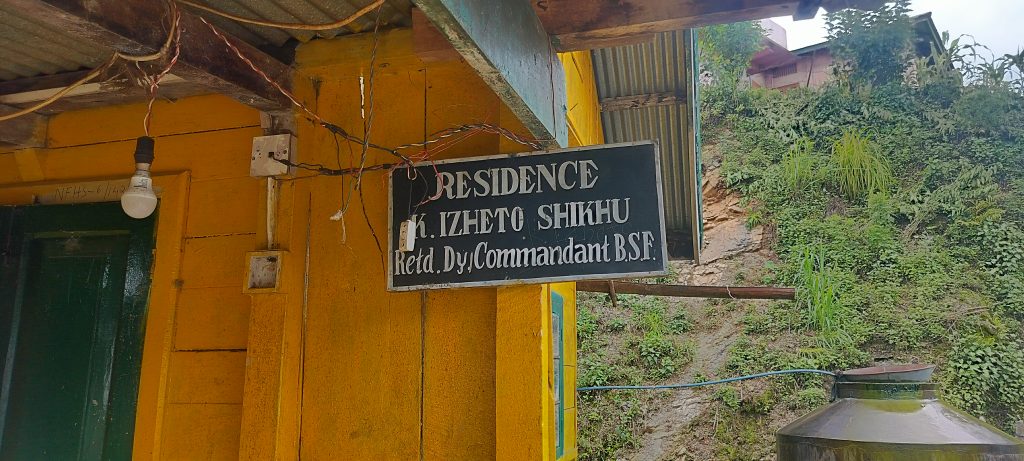 RESIDENCE
K. IZHETO SHIKHU
Retd. Dy., Commandant B.S.F.